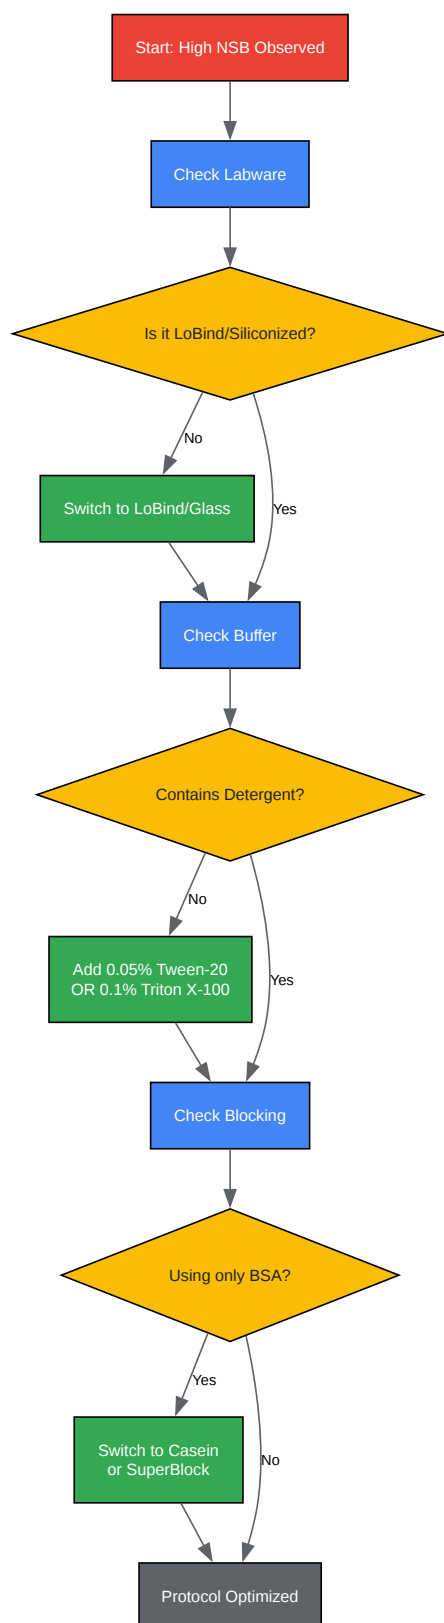 Start: High NSB Observed
Check Labware
Is it LoBind/Siliconized?
No
Yes
Switch to LoBind/Glass
Check Buffer
Contains Detergent?
No
Yes
Add 0.05% Tween-20
OR 0.1% Triton X-100
Check Blocking
Using only BSA?
Yes
No
Switch to Casein
or SuperBlock
Protocol Optimized